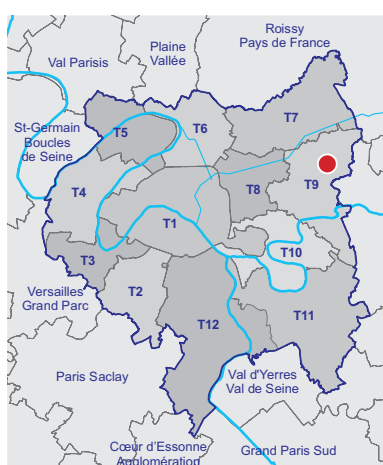 Roissy
Pays de France
Plaine
Vallée
Val Parisis
T7
T5
T6
St-Germain
Boucles
de Seine
T8
T9
T4
T1
T10
T3
Versailles
Grand Parc
T2
T12
T11
Paris Saclay
Val d'Yerres
Val de Seine
Cœur d'Essonne
Agglomération
Grand Paris Sud